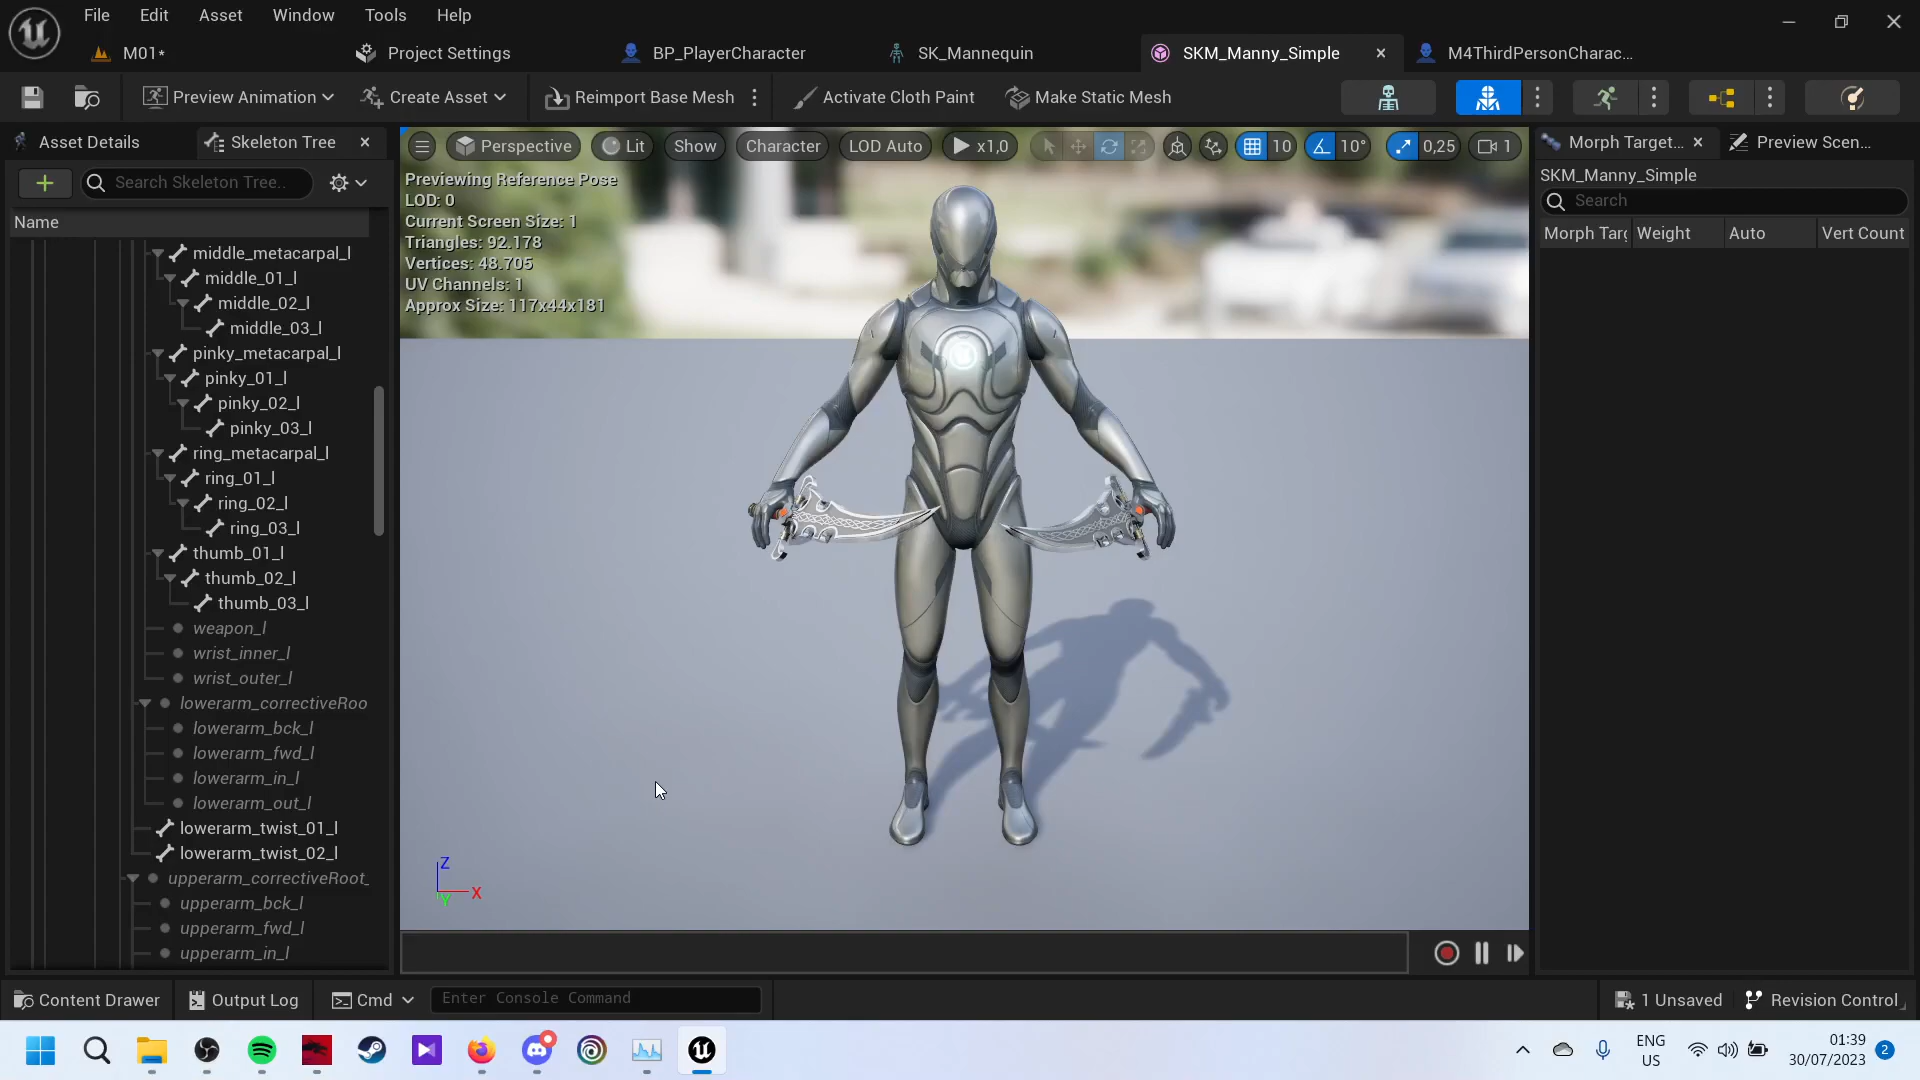 File Edit Asset Window Tools Help
M01* Project Settings BP_PlayerCharacter SK_Mannequin SKM_Manny_Simple M4ThirdPersonCharac...
Preview Animation Create Asset Reimport Base Mesh Activate Cloth Paint Make Static Mesh
Asset Details Skeleton Tree
Search Skeleton Tree..
Name
middle_metacarpal_l
middle_01_l
middle_02_l
middle_03_l
pinky_metacarpal_l
pinky_01_l
pinky_02_l
pinky_03_l
ring_metacarpal_l
ring_01_l
ring_02_l
ring_03_l
thumb_01_l
thumb_02_l
thumb_03_l
weapon_l
wrist_inner_l
wrist_outer_l
lowerarm_correctiveRoo
lowerarm_bck_l
lowerarm_fwd_l
lowerarm_in_l
lowerarm_out_l
lowerarm_twist_01_l
lowerarm_twist_02_l
upperarm_correctiveRoot_
upperarm_bck_l
upperarm_fwd_l
upperarm_in_l
Perspective Lit Show Character LOD Auto x1,0 10 10° 0,25 1
Previewing Reference Pose
LOD: 0
Current Screen Size: 1
Triangles: 92.178
Vertices: 48.705
UV Channels: 1
Approx Size: 117x44x181
Z
X
Y
Morph Target... Preview Scen...
SKM_Manny_Simple
Search
Morph Targ Weight Auto Vert Count
Content Drawer Output Log Cmd Enter Console Command 1 Unsaved Revision Control
ENG
US
01:39
30/07/2023
2